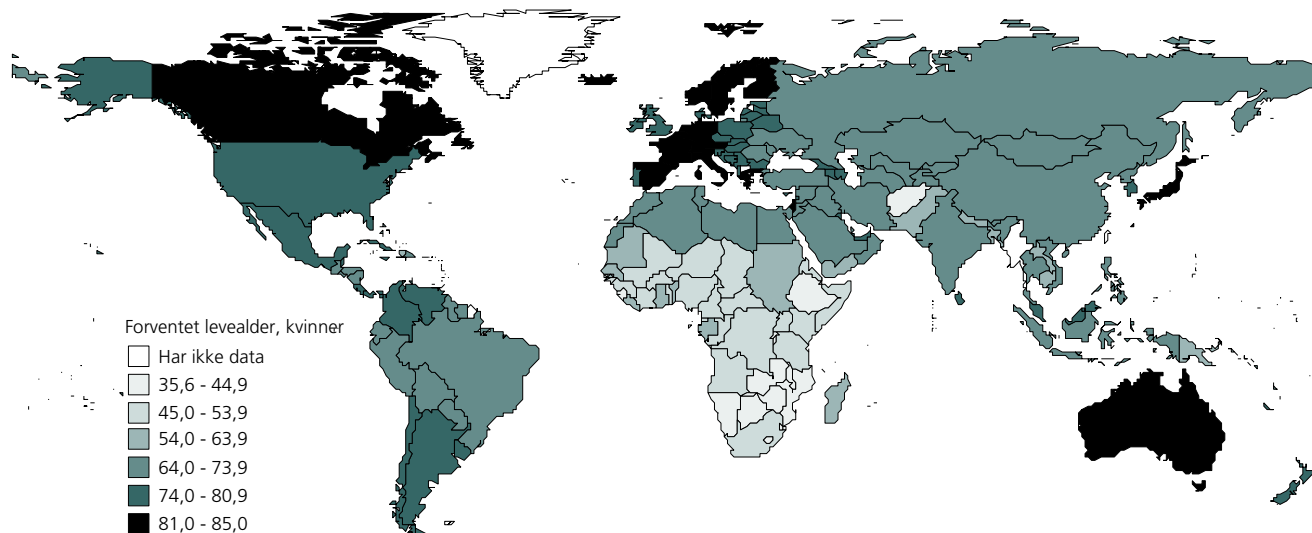 Forventet levealder, kvinner
Har ikke data
35,6 - 44,9
45,0 - 53,9
54,0 - 63,9
64,0 - 73,9
74,0 - 80,9
81,0 - 85,0